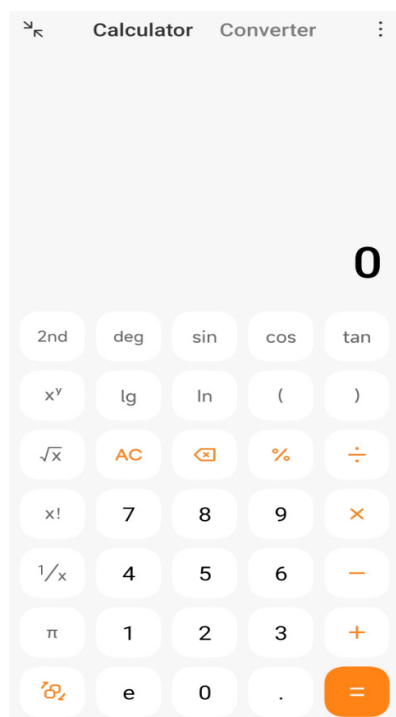 Calculator Converter
0
2nd deg sin cos tan
xʸ lg ln ( )
√x AC % ÷
x! 7 8 9 ×
1/x 4 5 6 −
π 1 2 3 +
e 0 . =